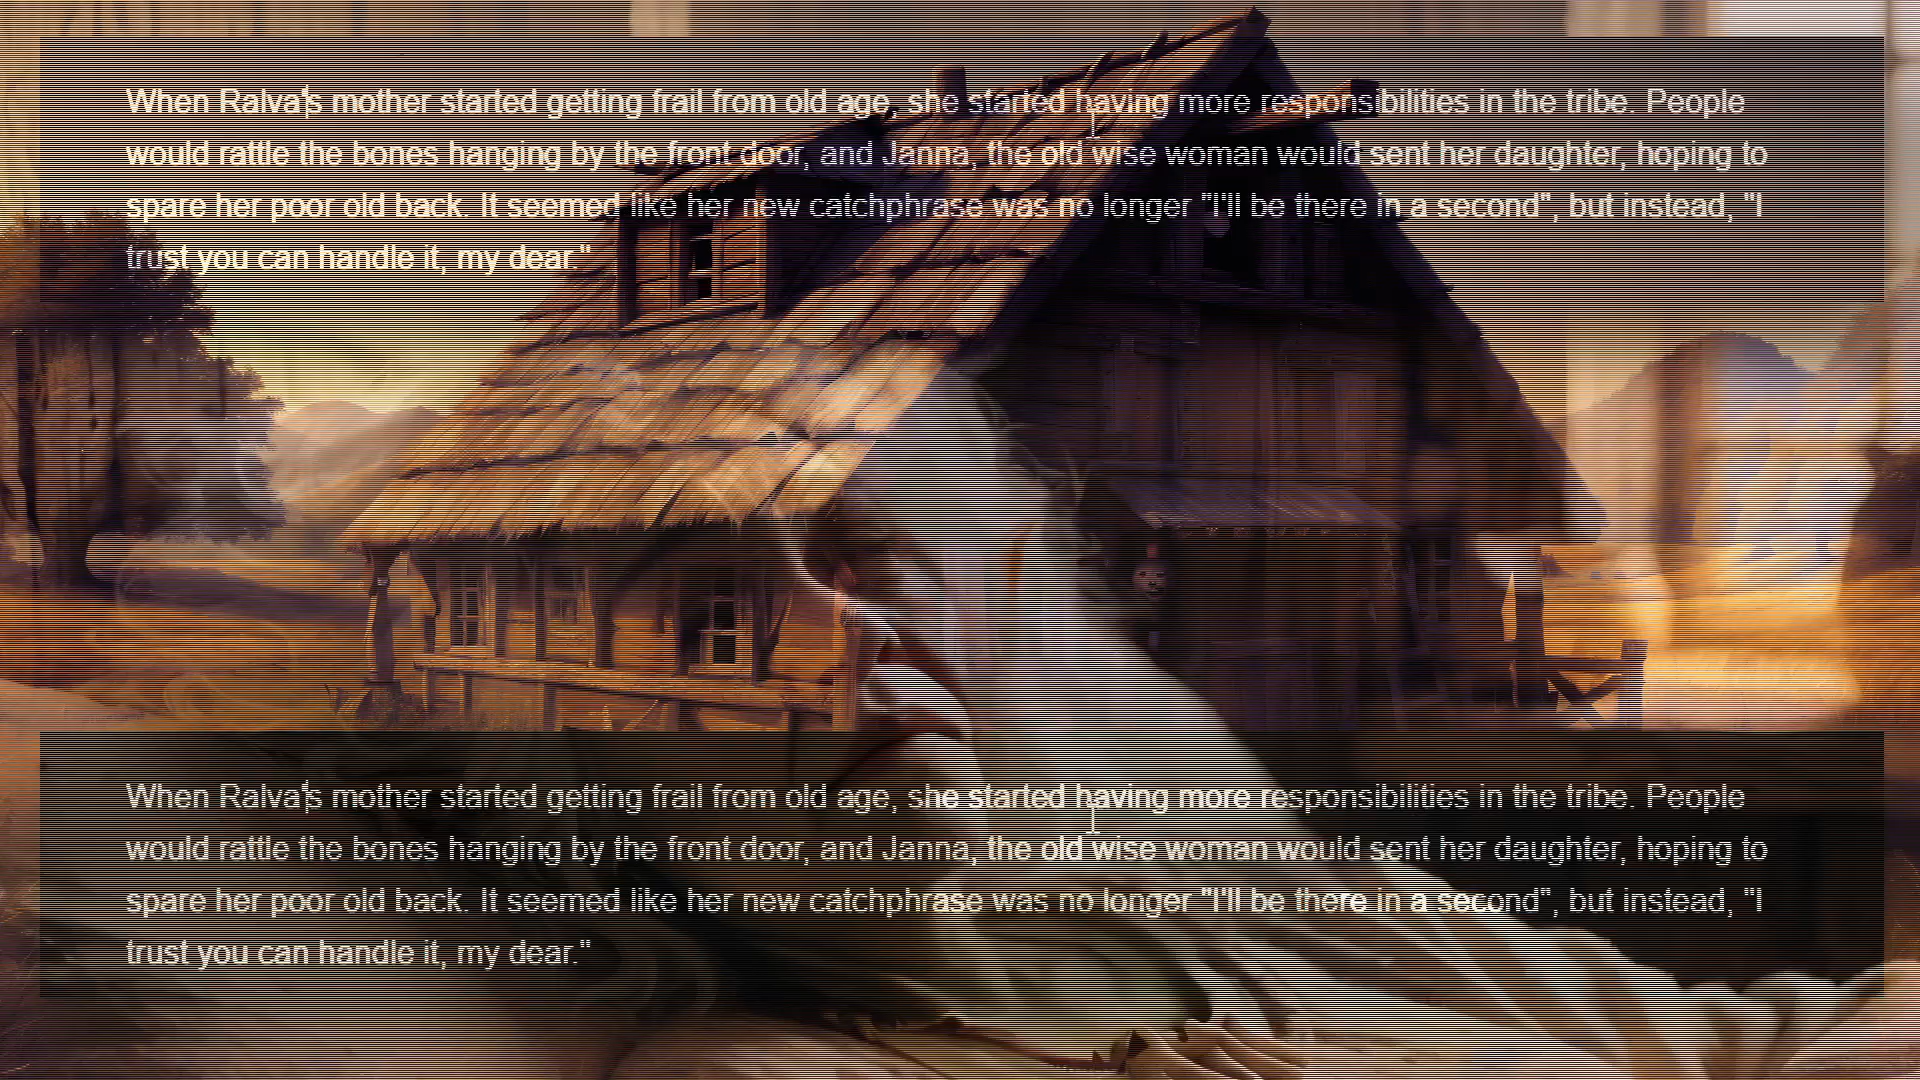 When Ralva's mother started getting frail from old age, she started having more responsibilities in the tribe. People
would rattle the bones hanging by the front door, and Janna, the old wise woman would sent her daughter, hoping to
spare her poor old back. It seemed like her new catchphrase was no longer "I'll be there in a second", but instead, "I
trust you can handle it, my dear."
When Ralva's mother started getting frail from old age, she started having more responsibilities in the tribe. People
would rattle the bones hanging by the front door, and Janna, the old wise woman would sent her daughter, hoping to
spare her poor old back. It seemed like her new catchphrase was no longer "I'll be there in a second", but instead, "I
trust you can handle it, my dear."